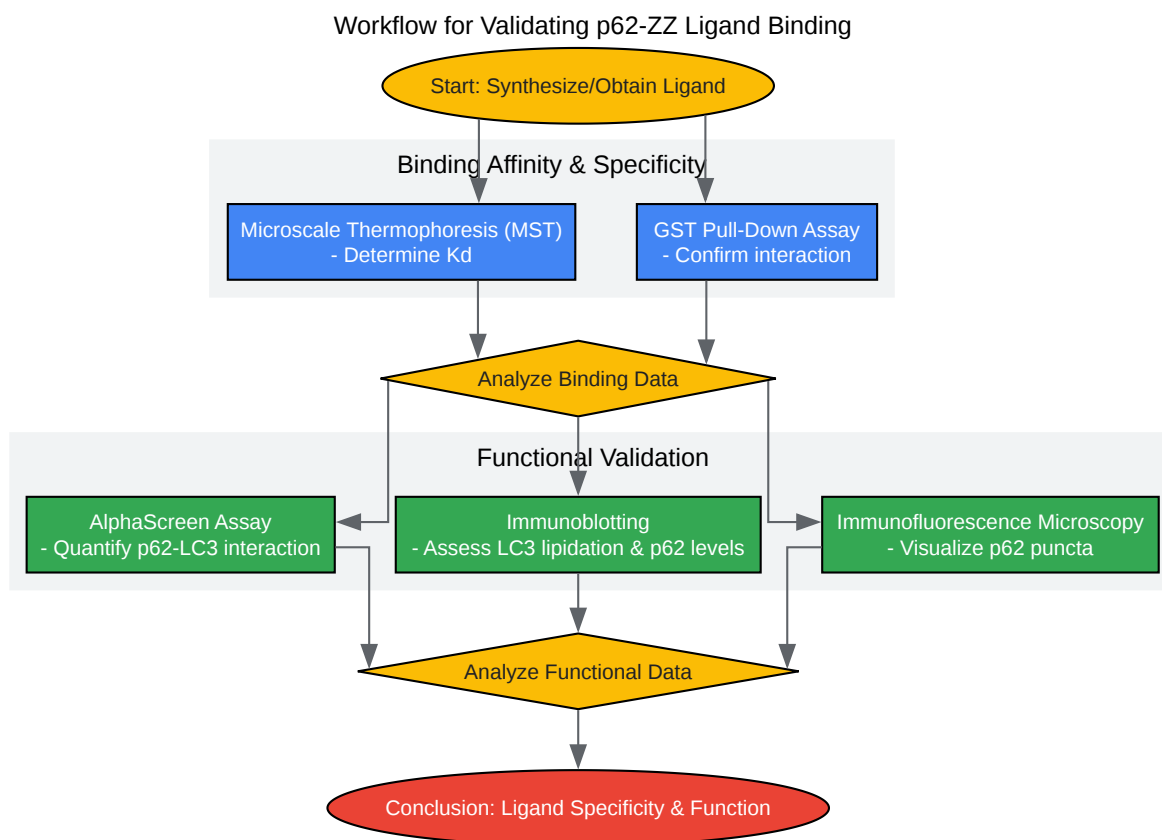 Workflow for Validating p62-ZZ Ligand Binding
Start: Synthesize/Obtain Ligand
Binding Affinity & Specificity
Microscale Thermophoresis (MST)
- Determine Kd
GST Pull-Down Assay
- Confirm interaction
Analyze Binding Data
Functional Validation
AlphaScreen Assay
- Quantify p62-LC3 interaction
Immunoblotting
- Assess LC3 lipidation & p62 levels
Immunofluorescence Microscopy
- Visualize p62 puncta
Analyze Functional Data
Conclusion: Ligand Specificity & Function